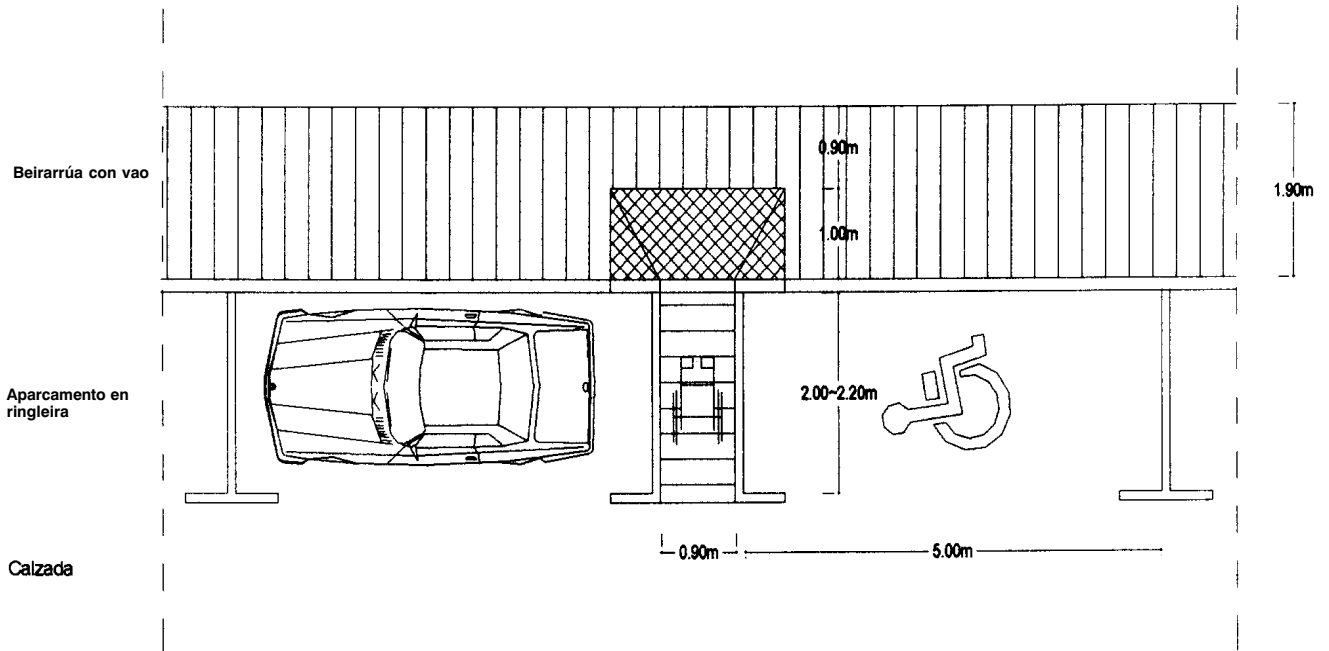 Beirarrúa con vao
0.90m
1.90m
1.00m
Aparcamento en
ringleira
2.00~2.20m
0.90m
5.00m
Calzada